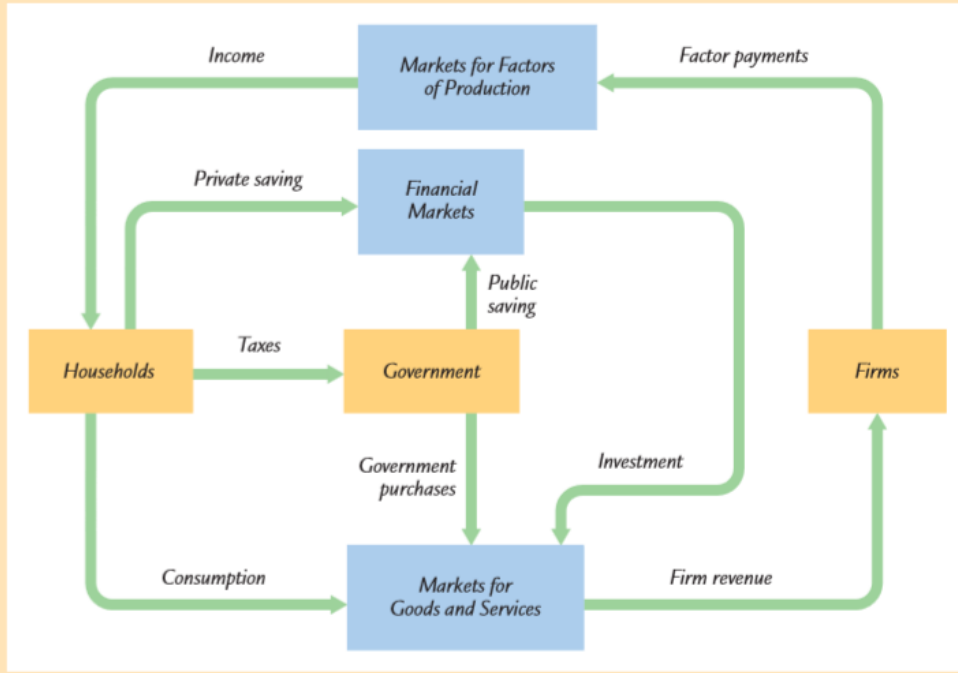 Income
Markets for Factors
of Production
Factor payments
Private saving
Financial
Markets
Public
saving
Households
Taxes
Government
Firms
Government
purchases
Investment
Consumption
Markets for
Goods and Services
Firm revenue